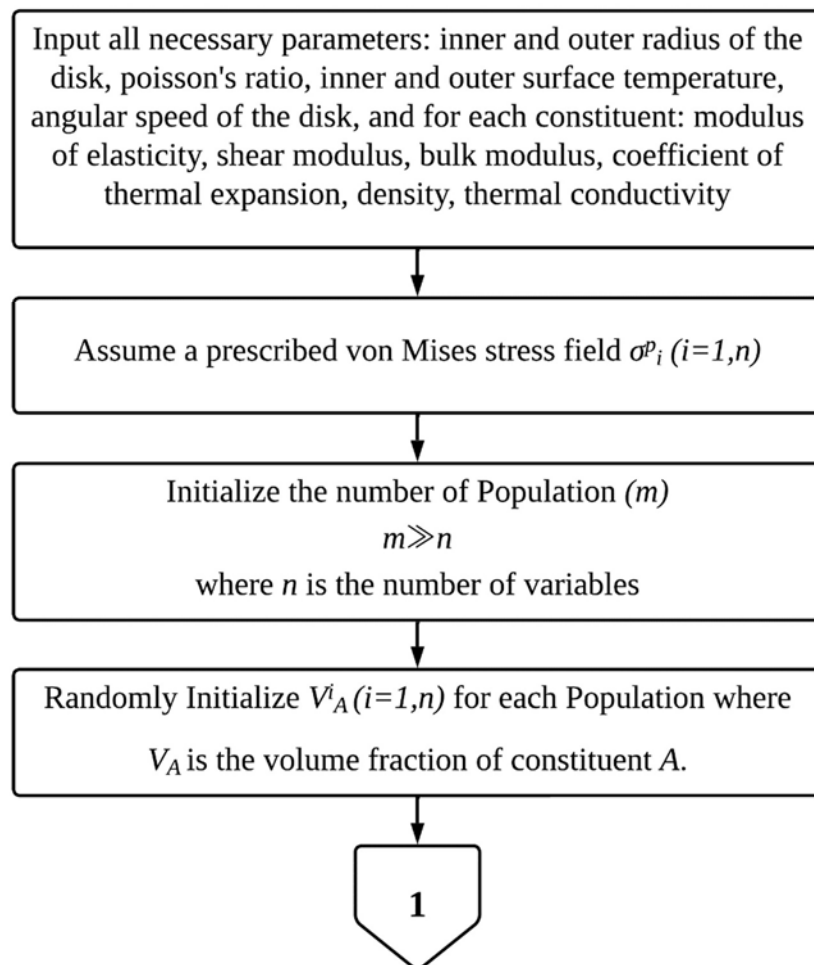 Input all necessary parameters: inner and outer radius of the
disk, poisson's ratio, inner and outer surface temperature,
angular speed of the disk, and for each constituent: modulus
of elasticity, shear modulus, bulk modulus, coefficient of
thermal expansion, density, thermal conductivity
Assume a prescribed von Mises stress field σᵖᵢ (i=1,n)
Initialize the number of Population (m)
m≫n
where n is the number of variables
Randomly Initialize Vⁱ_A (i=1,n) for each Population where
V_A is the volume fraction of constituent A.
1